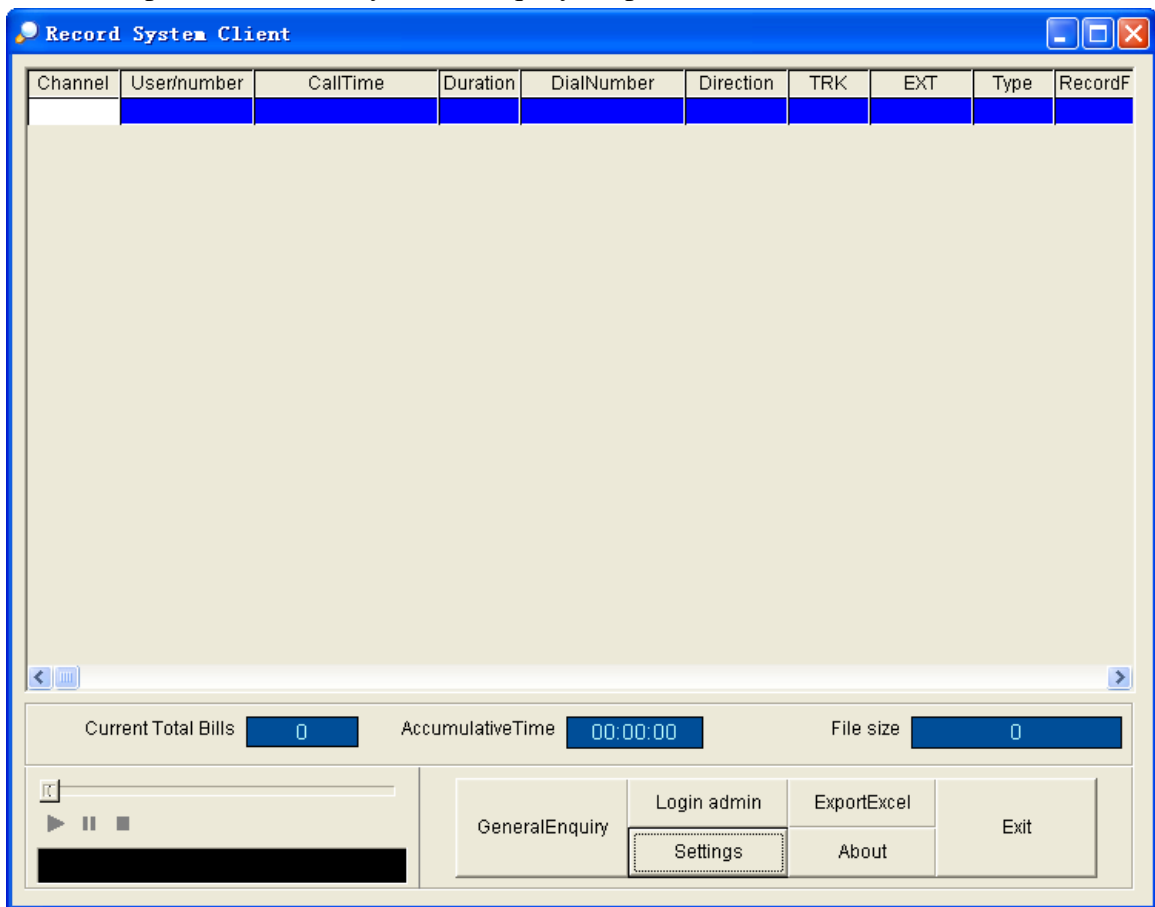 Record System Client
Channel User/number CallTime Duration DialNumber Direction TRK EXT Type RecordF
Current Total Bills 0 AccumulativeTime 00:00:00 File size 0
GeneralEnquiry Login admin ExportExcel Exit
Settings About